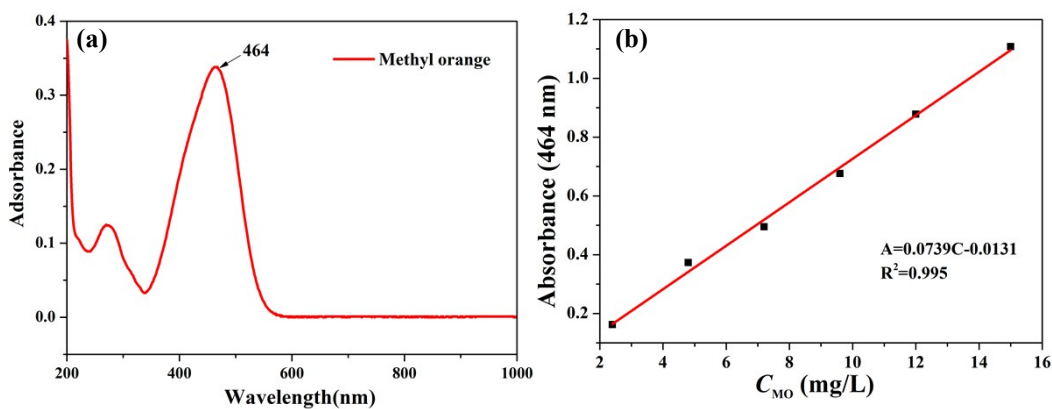 (a)
464
Methyl orange
Adsorbance
0.4
0.3
0.2
0.1
0.0
200
400
600
800
1000
Wavelength(nm)
(b)
Absorbance (464 nm)
1.2
1.0
0.8
0.6
0.4
0.2
A=0.0739C-0.0131
R²=0.995
2
4
6
8
10
12
14
16
C_MO (mg/L)